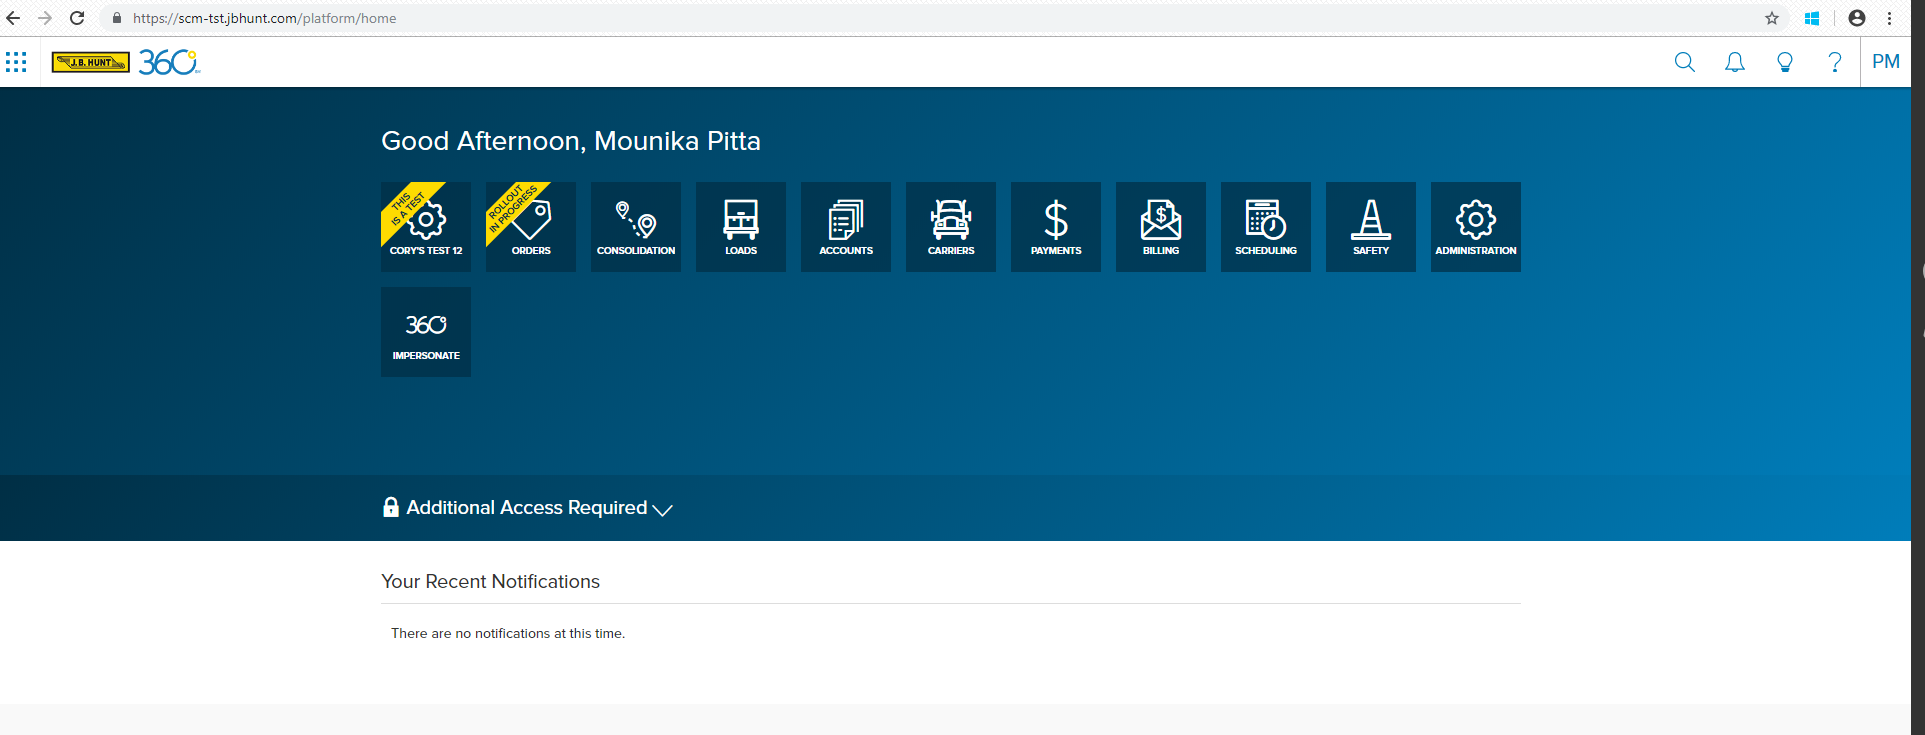 https://scm-tst.jbhunt.com/platform/home
J.B. HUNT 360°
PM
Good Afternoon, Mounika Pitta
THIS
IS A TEST
CORY'S TEST 12
ROLLOUT
IN PROGRESS
ORDERS
CONSOLIDATION
LOADS
ACCOUNTS
CARRIERS
PAYMENTS
BILLING
SCHEDULING
SAFETY
ADMINISTRATION
360°
IMPERSONATE
Additional Access Required
Your Recent Notifications
There are no notifications at this time.